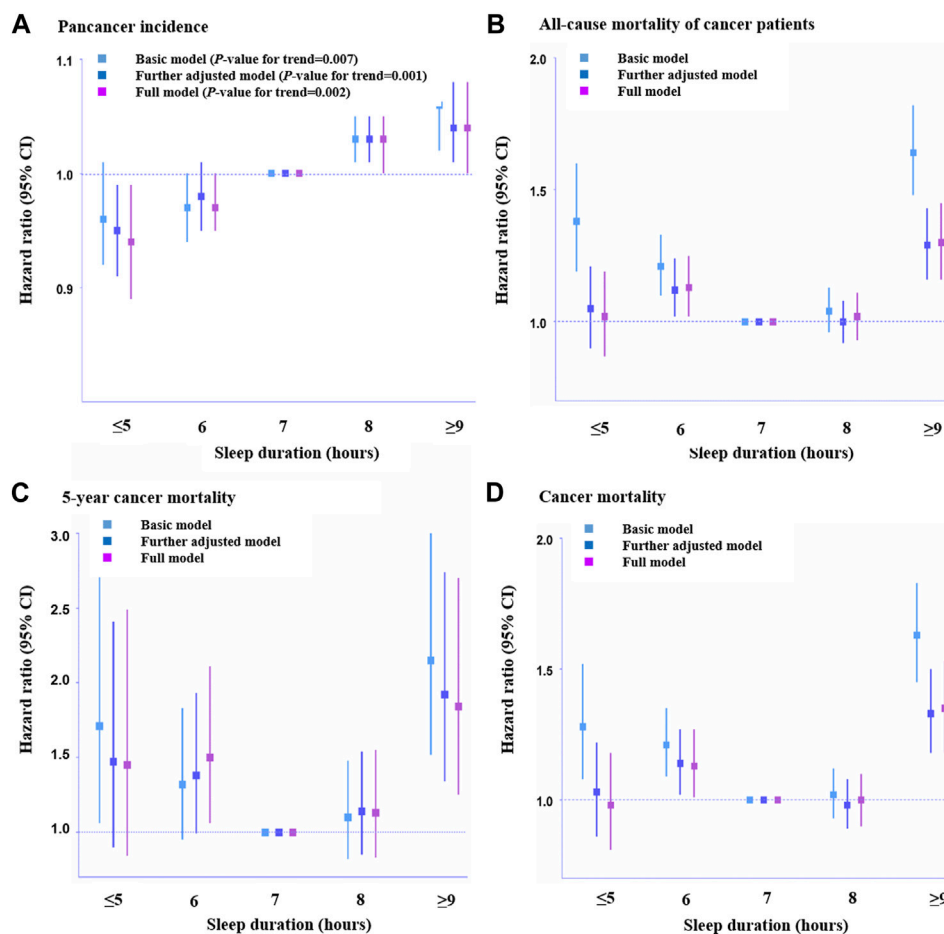 A Pancancer incidence
Basic model (P-value for trend=0.007)
Further adjusted model (P-value for trend=0.001)
Full model (P-value for trend=0.002)
Hazard ratio (95% CI)
1.1
1.0
0.9
≤5 6 7 8 ≥9
Sleep duration (hours)
B All-cause mortality of cancer patients
Basic model
Further adjusted model
Full model
Hazard ratio (95% CI)
2.0
1.5
1.0
≤5 6 7 8 ≥9
Sleep duration (hours)
C 5-year cancer mortality
Basic model
Further adjusted model
Full model
Hazard ratio (95% CI)
3.0
2.5
2.0
1.5
1.0
≤5 6 7 8 ≥9
Sleep duration (hours)
D Cancer mortality
Basic model
Further adjusted model
Full model
Hazard ratio (95% CI)
2.0
1.5
1.0
≤5 6 7 8 ≥9
Sleep duration (hours)